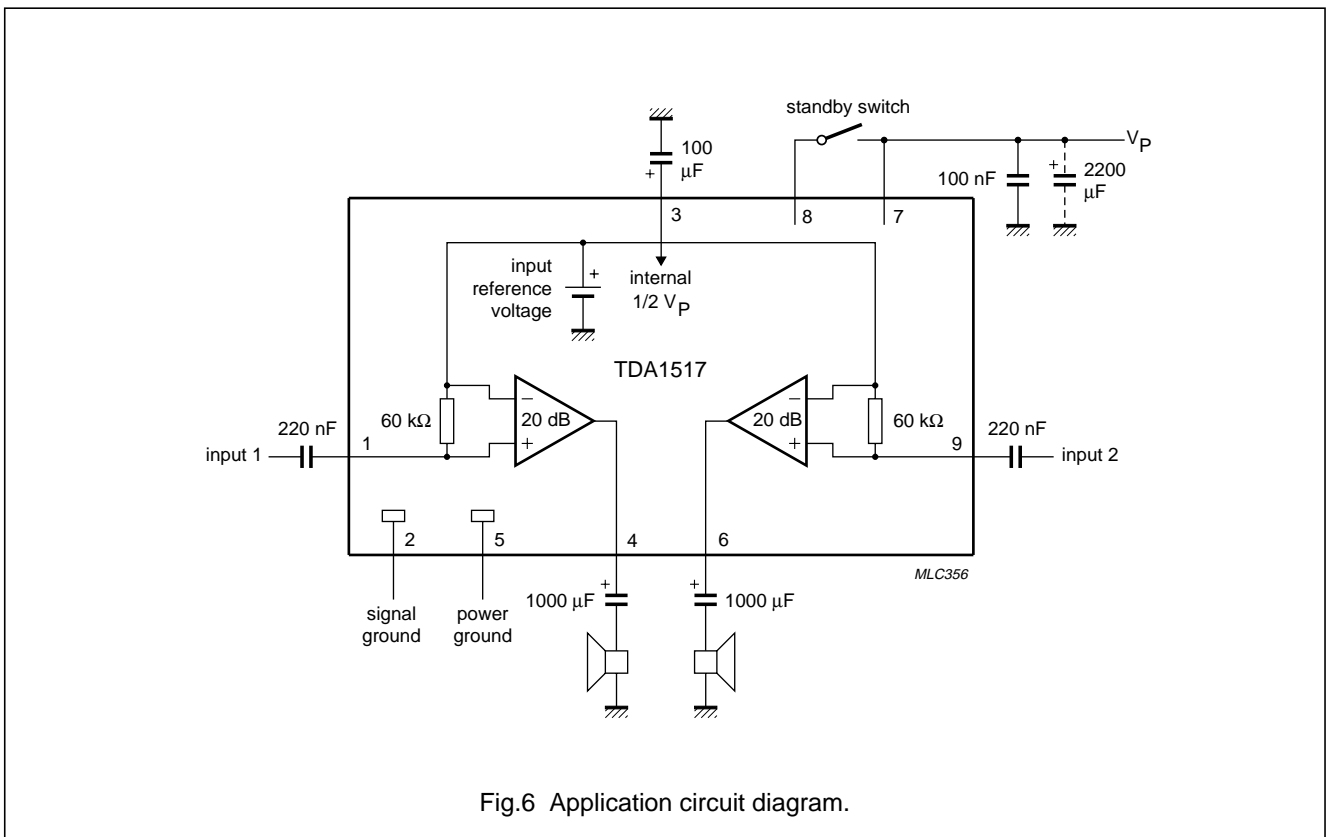 standby switch
V_P
100
μF
+
100 nF
+
2200
μF
3
8
7
input
reference
voltage
+
internal
1/2 V_P
TDA1517
60 kΩ
−
+
20 dB
20 dB
−
+
60 kΩ
220 nF
1
input 1
9
220 nF
input 2
2
5
4
6
MLC356
signal
ground
power
ground
+
1000 μF
+
1000 μF
Fig.6 Application circuit diagram.